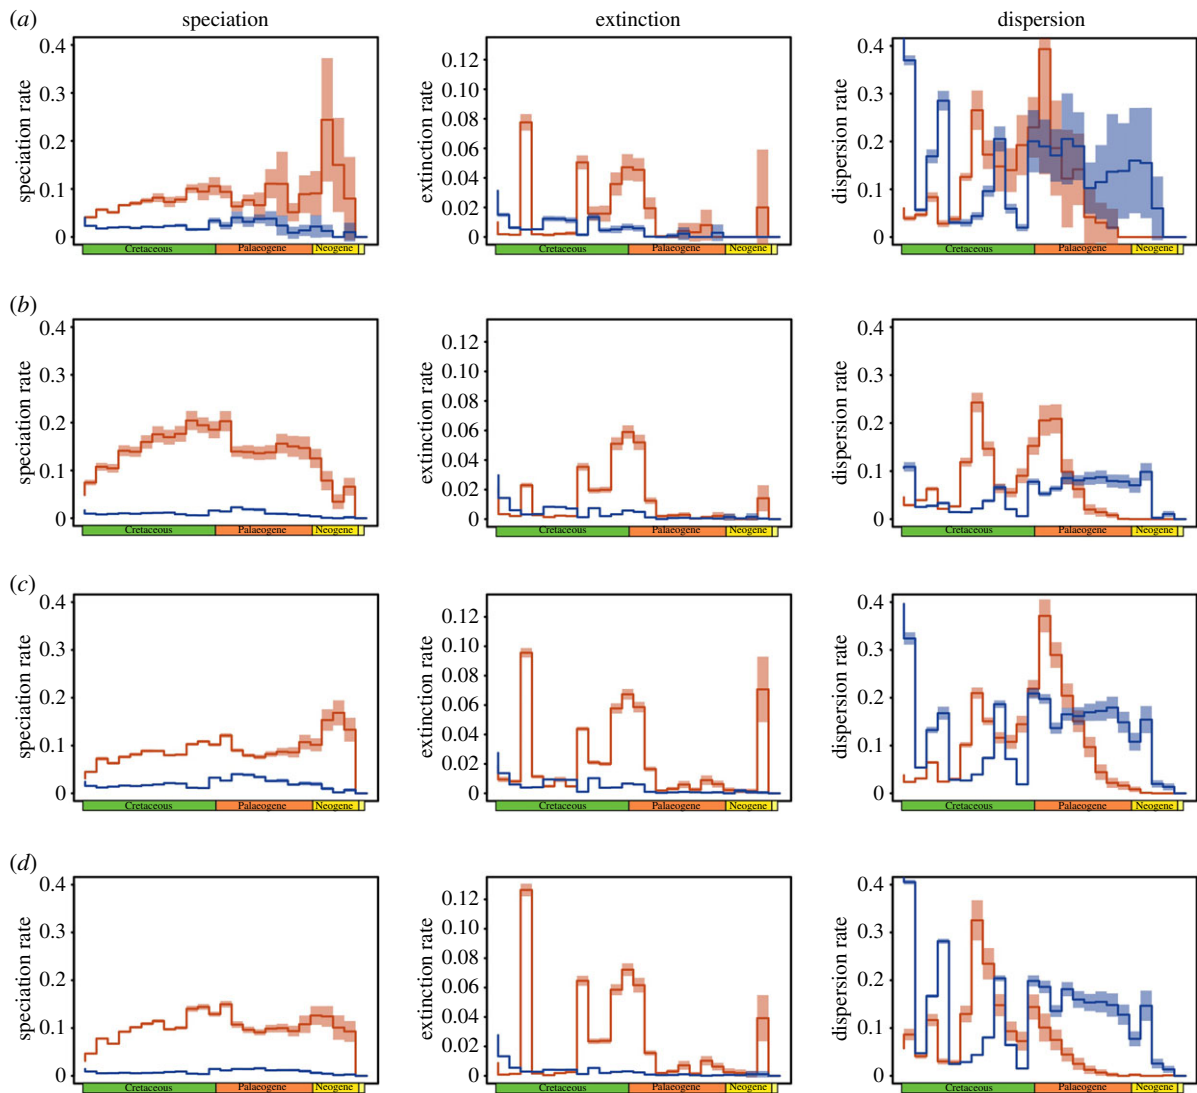 (a) speciation extinction dispersion
0.4 0.3 0.2 0.1 0
speciation rate
Cretaceous Palaeogene Neogene
0.12 0.10 0.08 0.06 0.04 0.02 0
extinction rate
Cretaceous Palaeogene Neogene
0.4 0.3 0.2 0.1 0
dispersion rate
Cretaceous Palaeogene Neogene
(b)
0.4 0.3 0.2 0.1 0
speciation rate
Cretaceous Palaeogene Neogene
0.12 0.10 0.08 0.06 0.04 0.02 0
extinction rate
Cretaceous Palaeogene Neogene
0.4 0.3 0.2 0.1 0
dispersion rate
Cretaceous Palaeogene Neogene
(c)
0.4 0.3 0.2 0.1 0
speciation rate
Cretaceous Palaeogene Neogene
0.12 0.10 0.08 0.06 0.04 0.02 0
extinction rate
Cretaceous Palaeogene Neogene
0.4 0.3 0.2 0.1 0
dispersion rate
Cretaceous Palaeogene Neogene
(d)
0.4 0.3 0.2 0.1 0
speciation rate
Cretaceous Palaeogene Neogene
0.12 0.10 0.08 0.06 0.04 0.02 0
extinction rate
Cretaceous Palaeogene Neogene
0.4 0.3 0.2 0.1 0
dispersion rate
Cretaceous Palaeogene Neogene